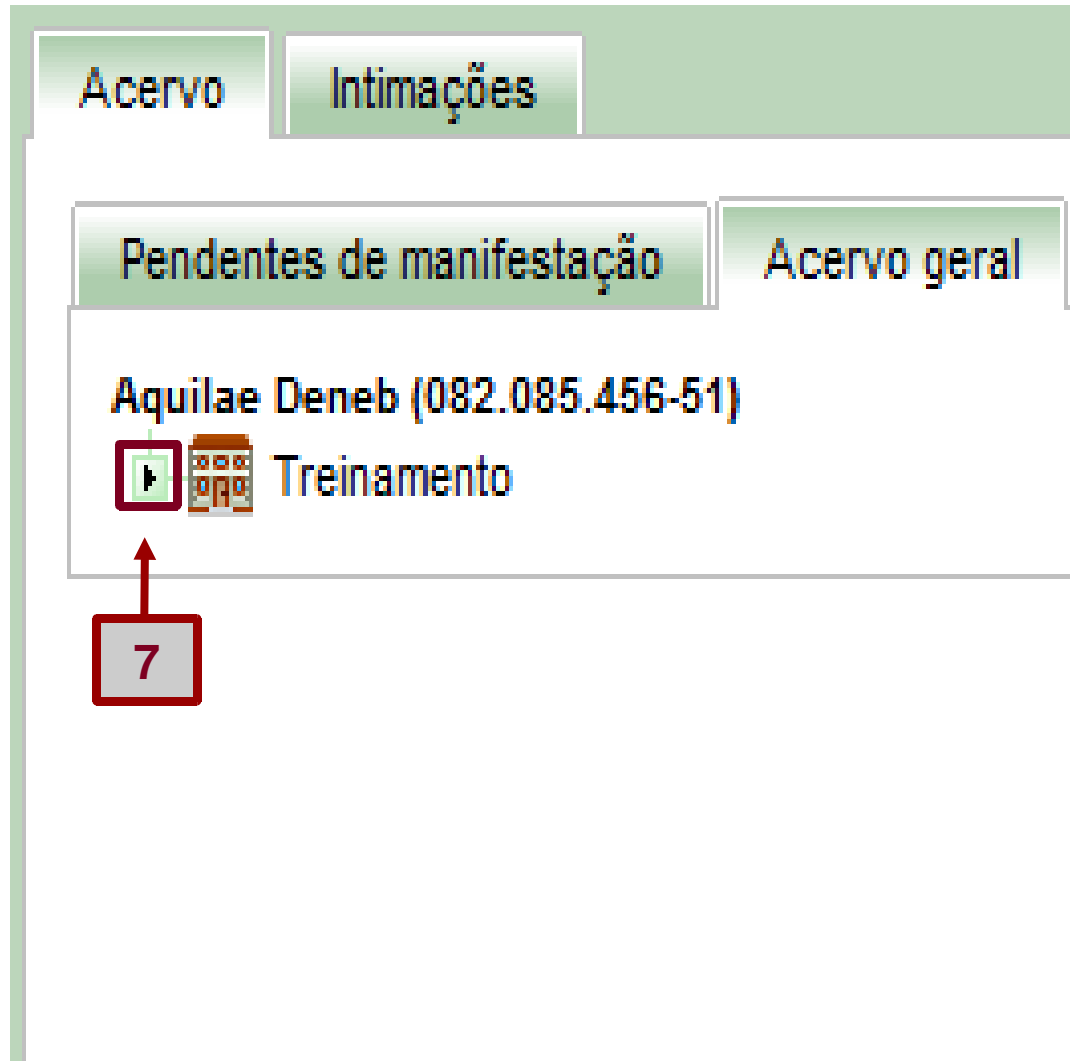 Acervo Intimações
Pendentes de manifestação Acervo geral
Aquilae Deneb (082.085.456-51)
Treinamento
7